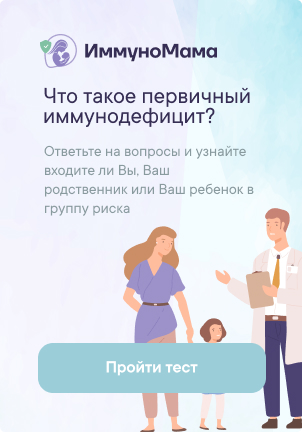 ИммуноМама
Что такое первичный
иммунодефицит?
Ответьте на вопросы и узнайте
входите ли Вы, Ваш
родственник или Ваш ребенок в
группу риска
Пройти тест